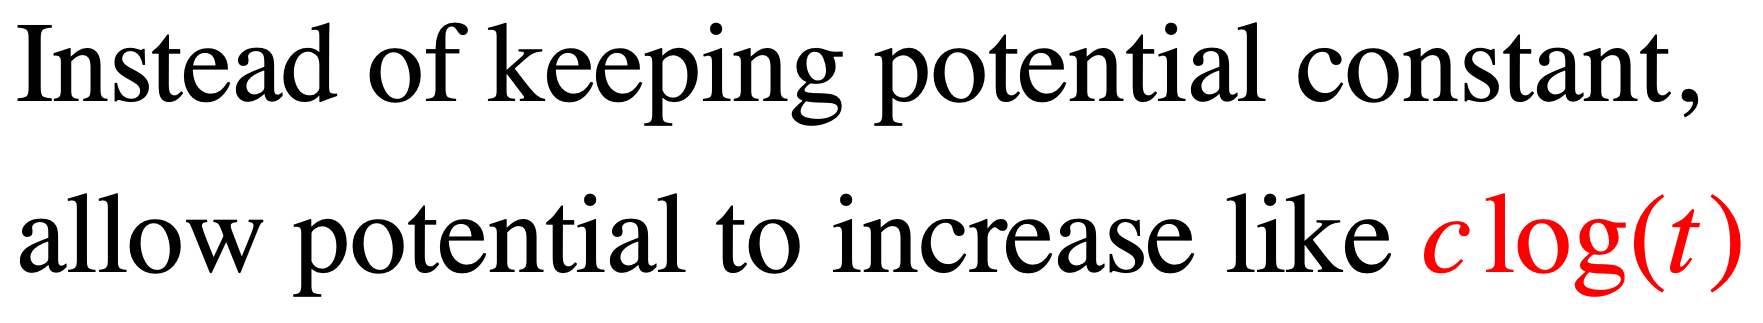 Instead of keeping potential constant,
allow potential to increase like c log(t)